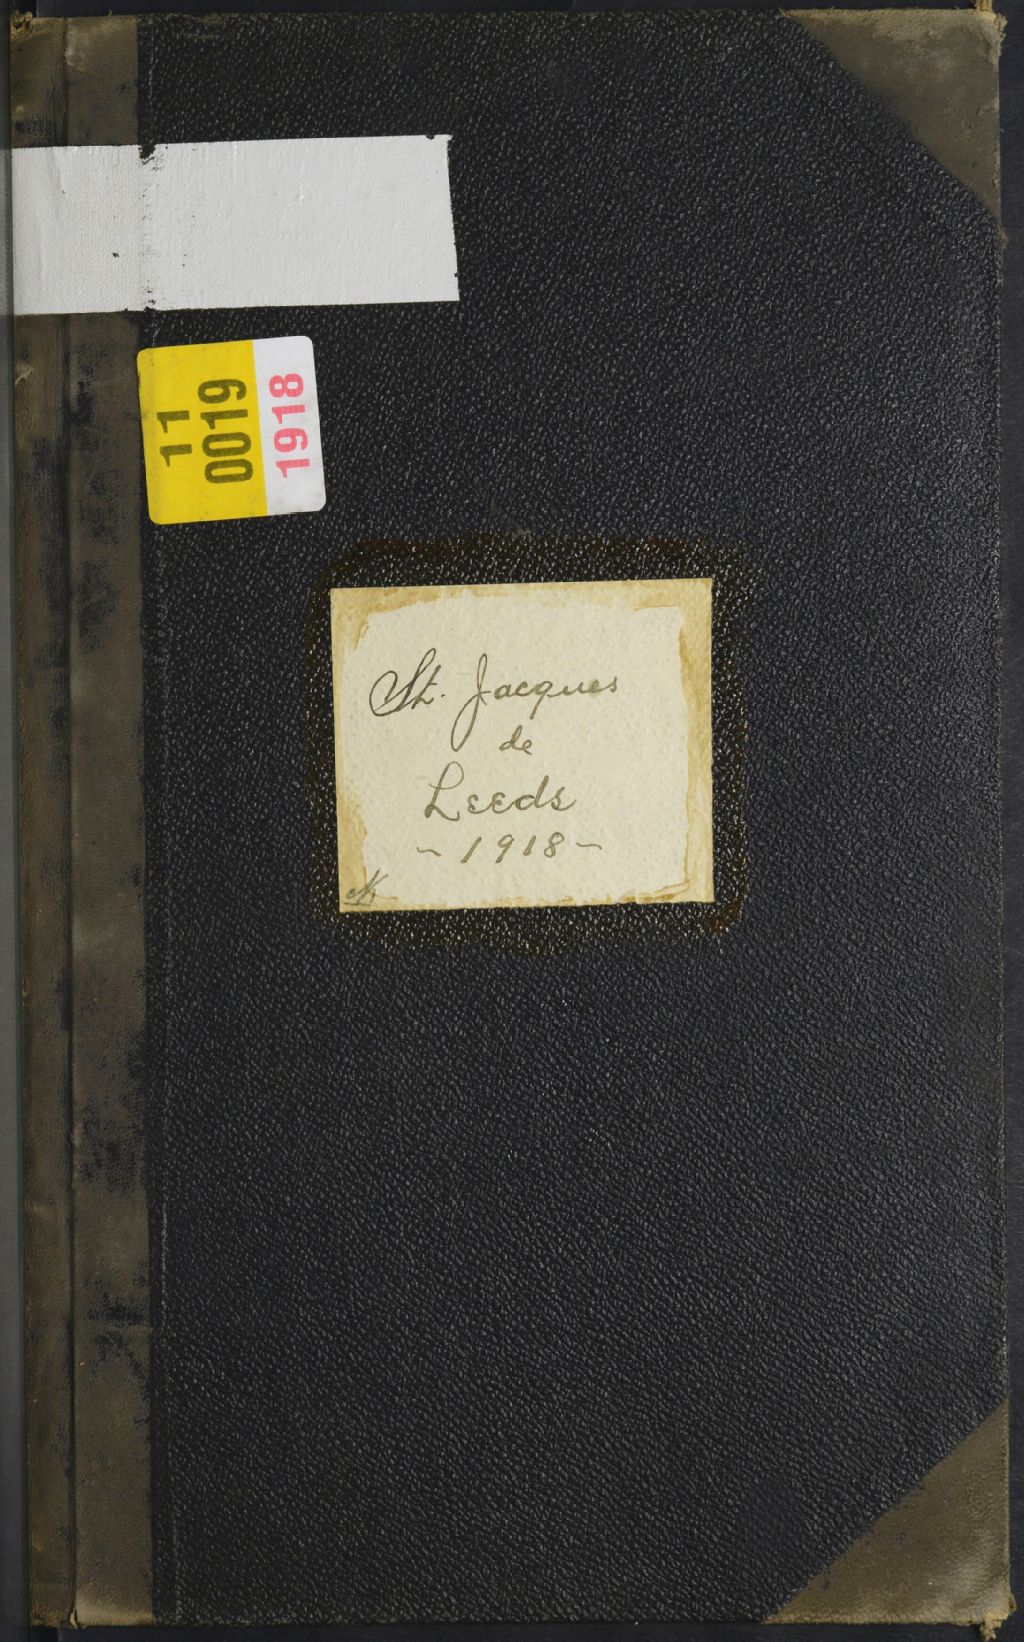 11
0019
1918
St. Jacques
de
Leeds
~ 1918 ~